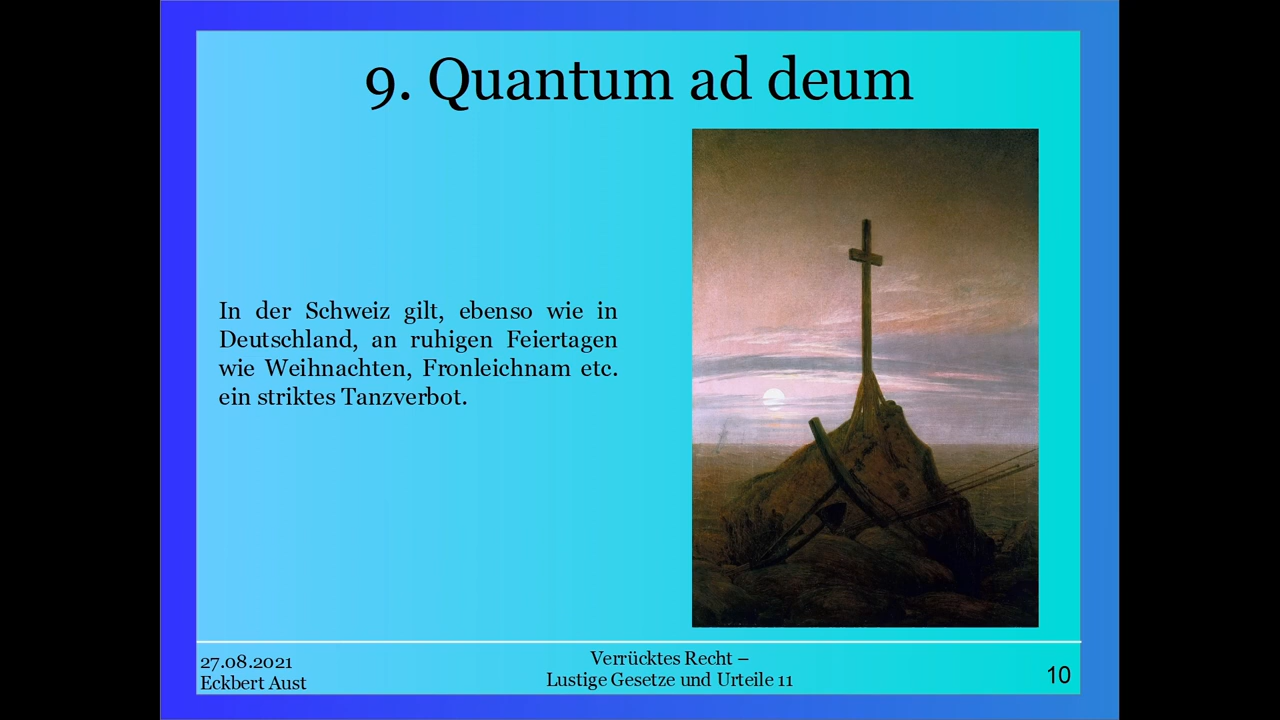 9. Quantum ad deum
In der Schweiz gilt, ebenso wie in
Deutschland, an ruhigen Feiertagen
wie Weihnachten, Fronleichnam etc.
ein striktes Tanzverbot.
27.08.2021
Eckbert Aust
Verrücktes Recht –
Lustige Gesetze und Urteile 11
10